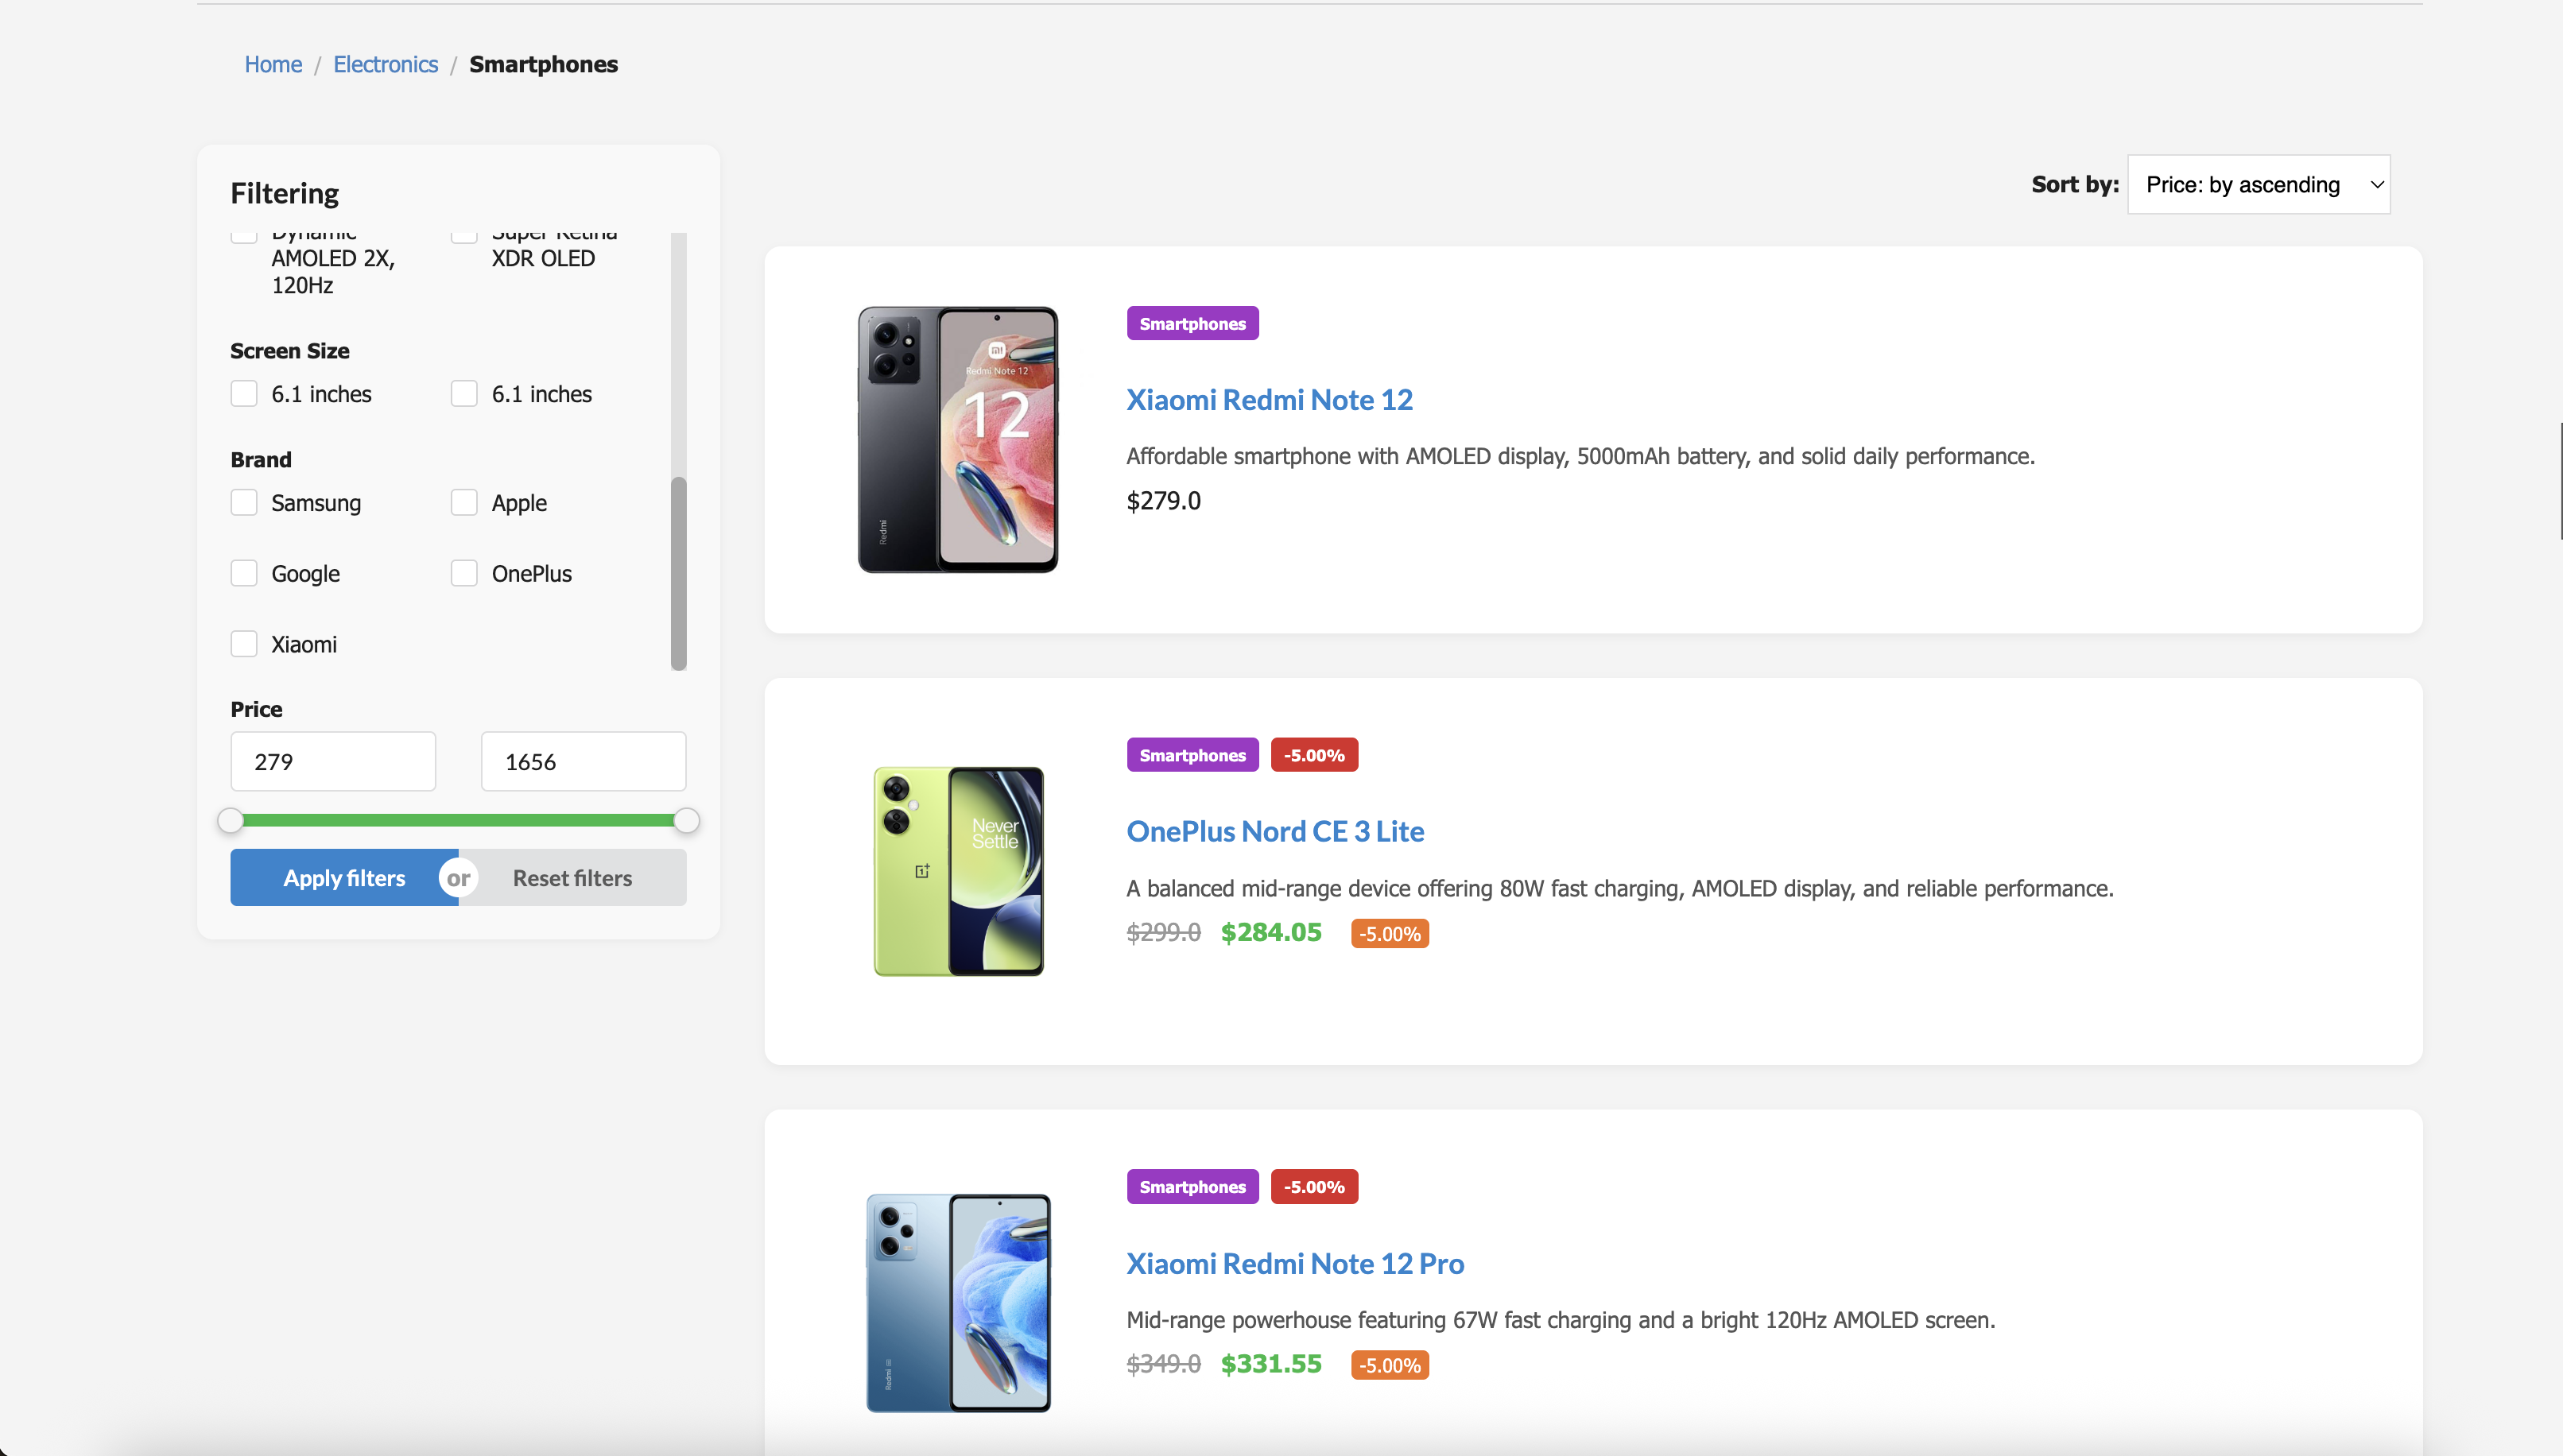 Home / Electronics / Smartphones
Filtering
Dynamic
AMOLED 2X,
120Hz
Super Retina
XDR OLED
Screen Size
6.1 inches
6.1 inches
Brand
Samsung
Apple
Google
OnePlus
Xiaomi
Price
279
1656
Apply filters
or
Reset filters
Sort by: Price: by ascending
Redmi Note 12
12
Redmi
Smartphones
Xiaomi Redmi Note 12
Affordable smartphone with AMOLED display, 5000mAh battery, and solid daily performance.
$279.0
Never
Settle
Smartphones -5.00%
OnePlus Nord CE 3 Lite
A balanced mid-range device offering 80W fast charging, AMOLED display, and reliable performance.
$299.0 $284.05 -5.00%
Redmi
Smartphones -5.00%
Xiaomi Redmi Note 12 Pro
Mid-range powerhouse featuring 67W fast charging and a bright 120Hz AMOLED screen.
$349.0 $331.55 -5.00%